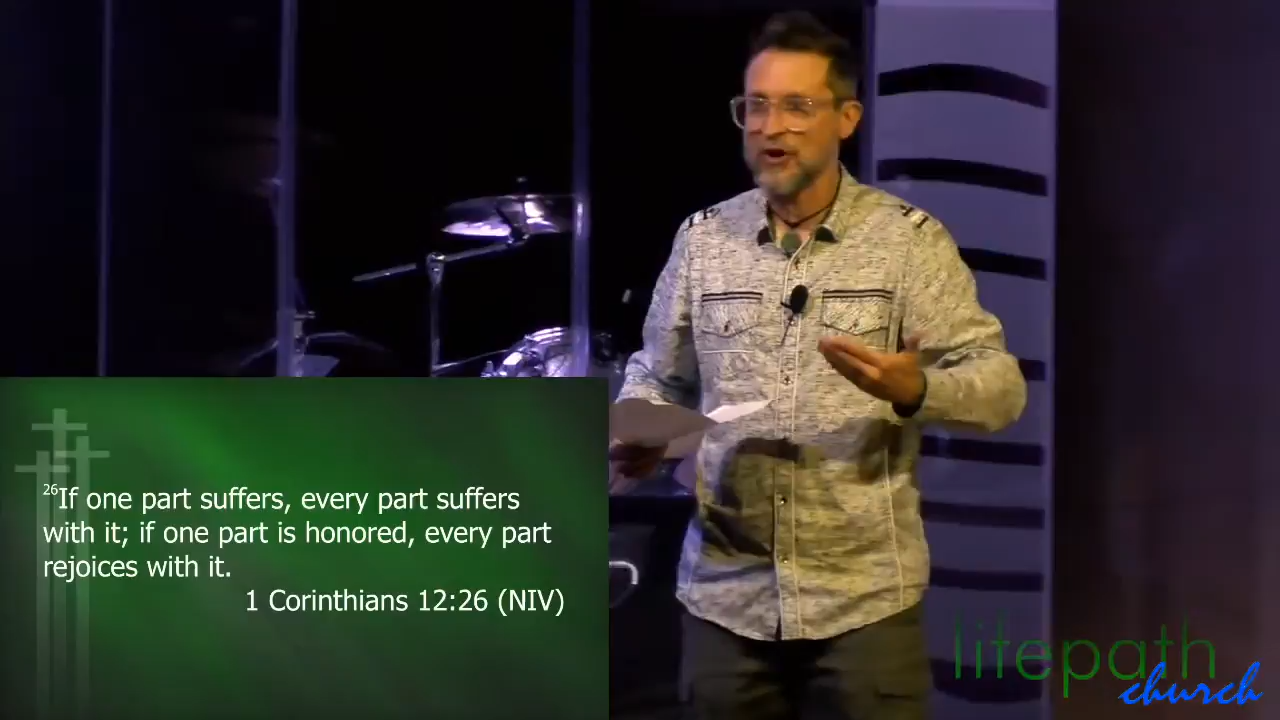 ²⁶If one part suffers, every part suffers
with it; if one part is honored, every part
rejoices with it.
1 Corinthians 12:26 (NIV)
lifepath
church